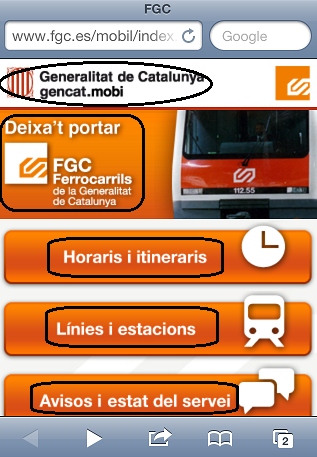 FGC
www.fgc.es/mobil/index
Google
Generalitat de Catalunya
gencat.mobi
Deixa't portar
FGC
Ferrocarrils
de la Generalitat
de Catalunya
112.55
Horaris i itineraris
Línies i estacions
Avisos i estat del servei
2